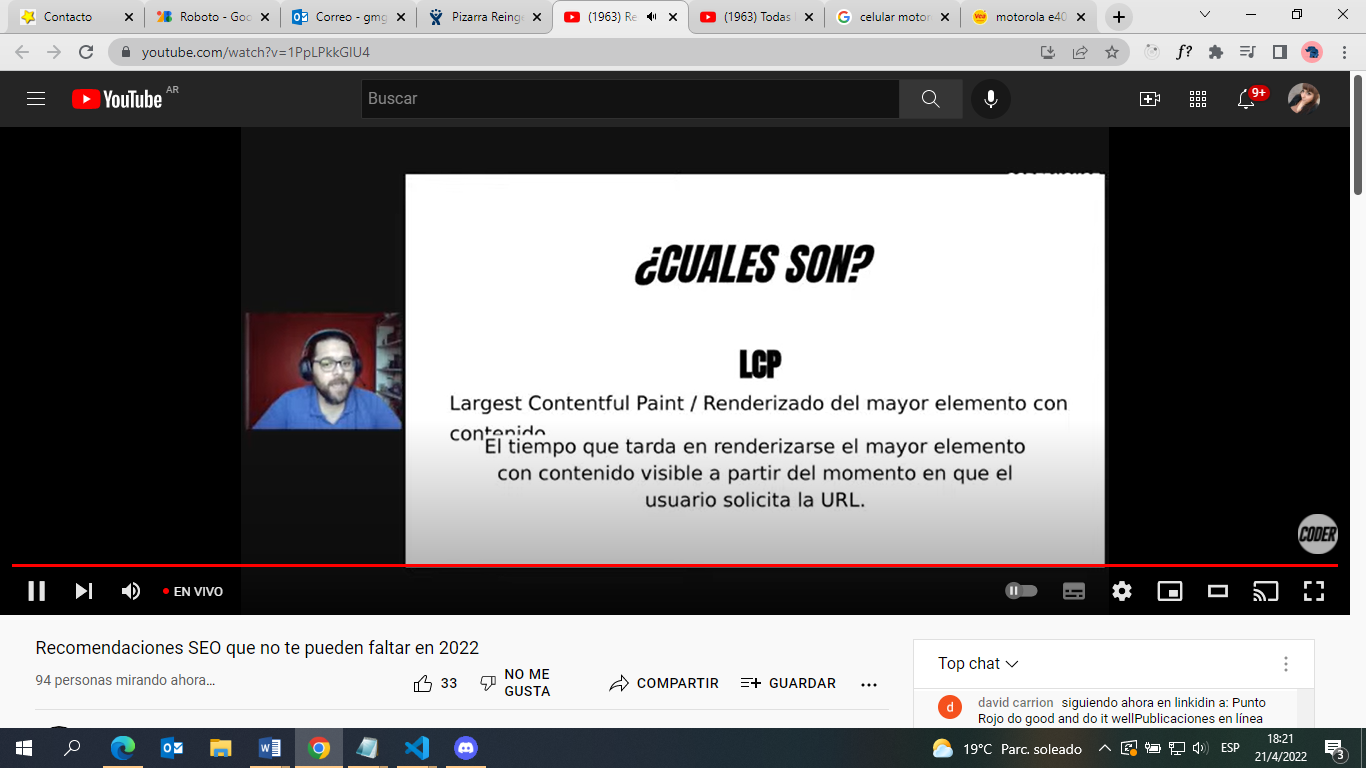 Contacto
Roboto - Goo
Correo - gmg
Pizarra Reinge
(1963) Re
(1963) Todas
celular motor
motorola e40
youtube.com/watch?v=1PpLPkkGlU4
YouTube AR
Buscar
9+
¿CUALES SON?
LCP
Largest Contentful Paint / Renderizado del mayor elemento con
contenido
El tiempo que tarda en renderizarse el mayor elemento
con contenido visible a partir del momento en que el
usuario solicita la URL.
CODER
EN VIVO
Recomendaciones SEO que no te pueden faltar en 2022
94 personas mirando ahora...
33
NO ME
GUSTA
COMPARTIR
GUARDAR
Top chat
d
david carrion siguiendo ahora en linkidin a: Punto
Rojo do good and do it wellPublicaciones en línea
19°C Parc. soleado
ESP
18:21
21/4/2022
3